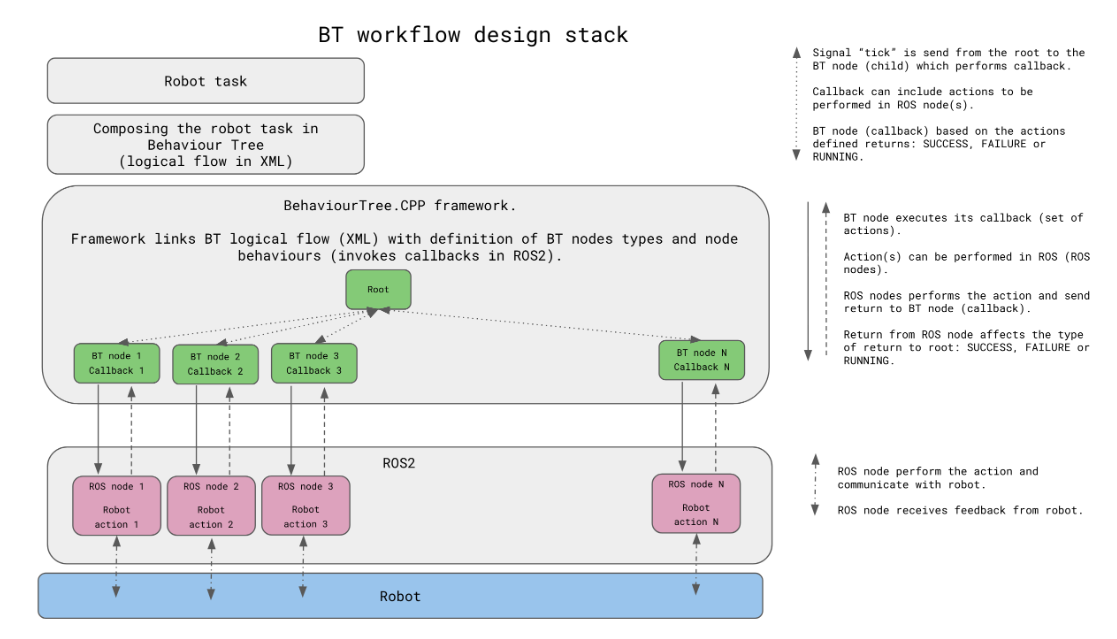 BT workflow design stack
Robot task
Composing the robot task in
Behaviour Tree
(logical flow in XML)
BehaviourTree.CPP framework.
Framework links BT logical flow (XML) with definition of BT nodes types and node
behaviours (invokes callbacks in ROS2).
Root
BT node 1
Callback 1
BT node 2
Callback 2
BT node 3
Callback 3
BT node N
Callback N
ROS2
ROS node 1
Robot
action 1
ROS node 2
Robot
action 2
ROS node 3
Robot
action 3
ROS node N
Robot
action N
Robot
Signal “tick” is send from the root to the
BT node (child) which performs callback.
Callback can include actions to be
performed in ROS node(s).
BT node (callback) based on the actions
defined returns: SUCCESS, FAILURE or
RUNNING.
BT node executes its callback (set of
actions).
Action(s) can be performed in ROS (ROS
nodes).
ROS nodes performs the action and send
return to BT node (callback).
Return from ROS node affects the type
of return to root: SUCCESS, FAILURE or
RUNNING.
ROS node perform the action and
communicate with robot.
ROS node receives feedback from robot.